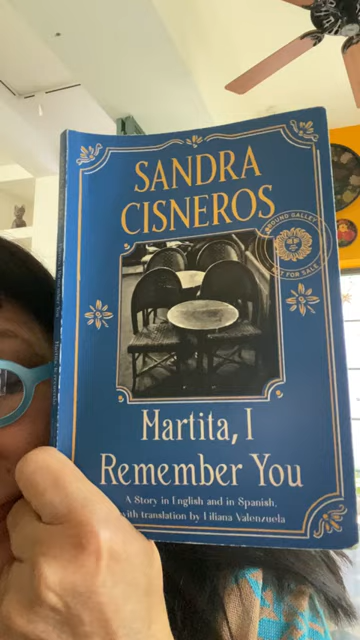 SANDRA
CISNEROS
BOUND GALLEY
NOT FOR SALE
Martita, I
Remember You
A Story in English and in Spanish,
with translation by Liliana Valenzuela